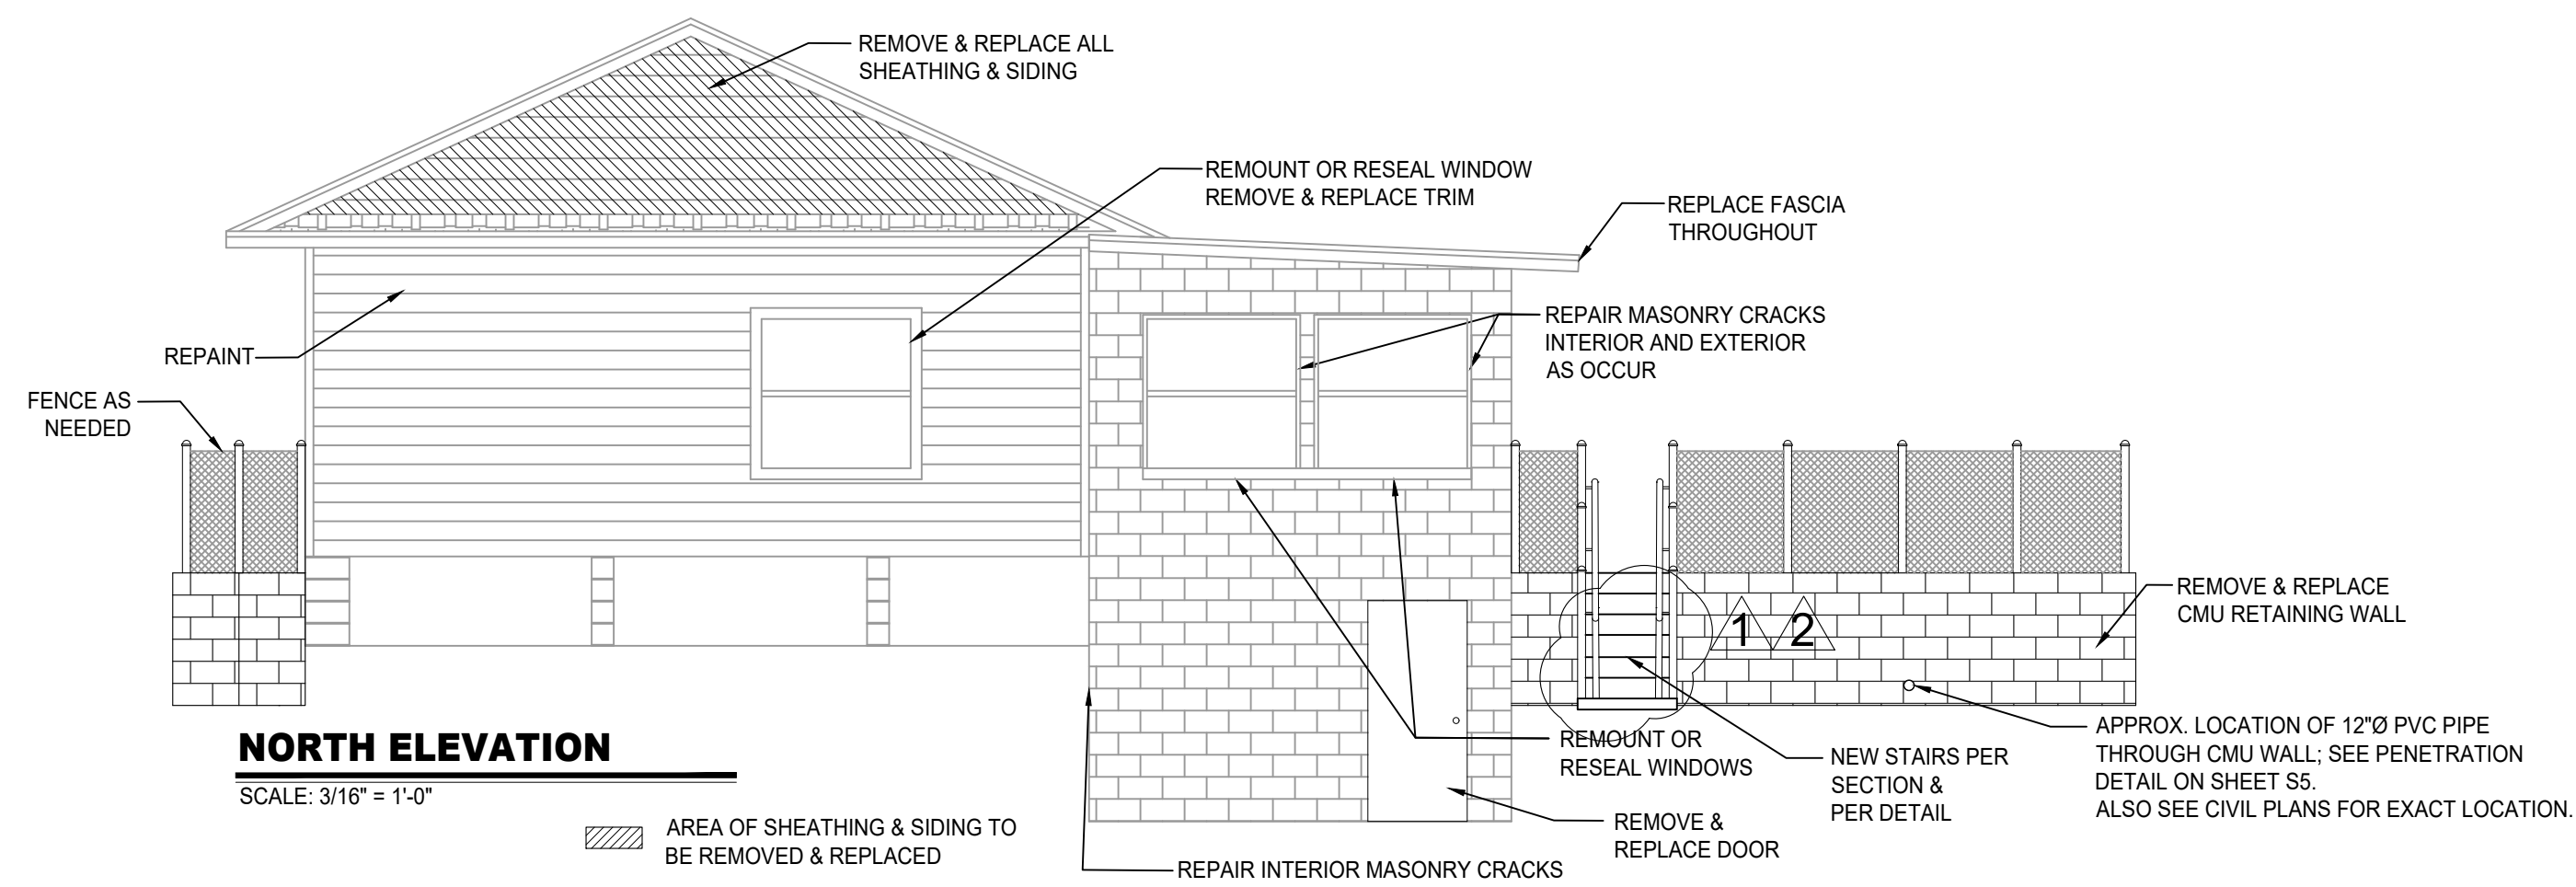 REMOVE & REPLACE ALL
SHEATHING & SIDING
REMOUNT OR RESEAL WINDOW
REMOVE & REPLACE TRIM
REPLACE FASCIA
THROUGHOUT
REPAIR MASONRY CRACKS
INTERIOR AND EXTERIOR
AS OCCUR
REPAINT
FENCE AS
NEEDED
REMOVE & REPLACE
CMU RETAINING WALL
1 2
APPROX. LOCATION OF 12"Ø PVC PIPE
THROUGH CMU WALL; SEE PENETRATION
DETAIL ON SHEET S5.
ALSO SEE CIVIL PLANS FOR EXACT LOCATION.
REMOUNT OR
RESEAL WINDOWS
NEW STAIRS PER
SECTION &
PER DETAIL
REMOVE &
REPLACE DOOR
REPAIR INTERIOR MASONRY CRACKS
NORTH ELEVATION
SCALE: 3/16" = 1'-0"
AREA OF SHEATHING & SIDING TO
BE REMOVED & REPLACED